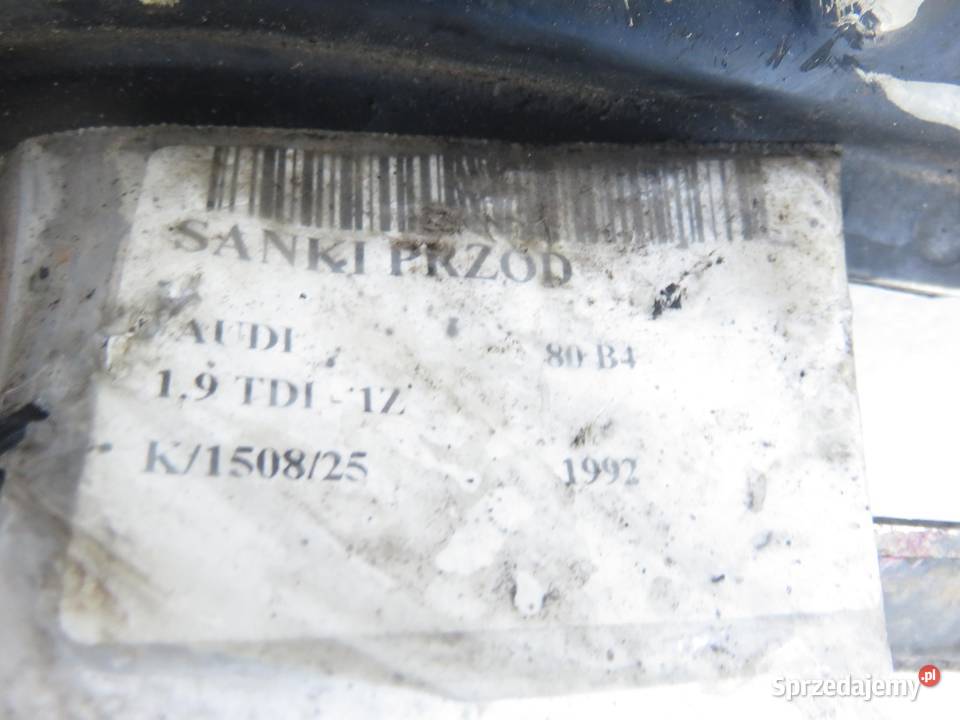 SANKI PRZOD
AUDI 80 B4
1.9 TDI - 1Z
K/1508/25 1992
Sprzedajemy.pl